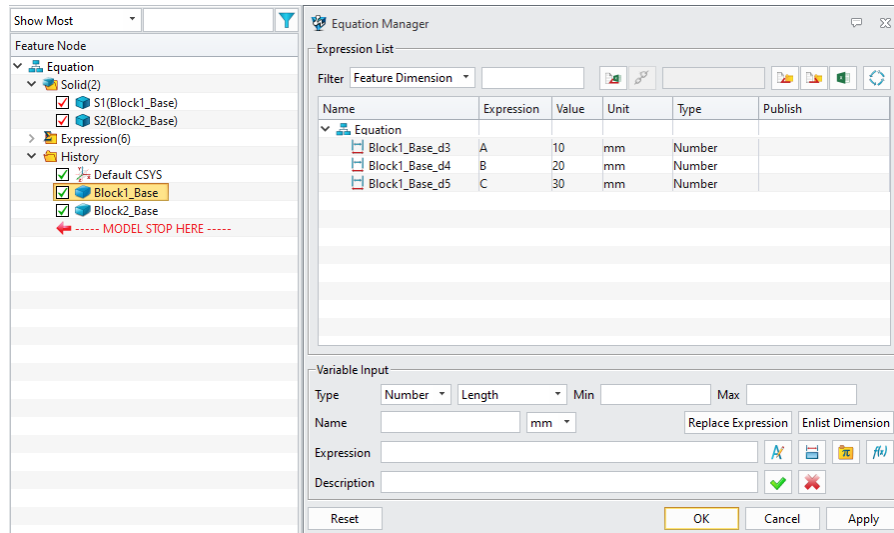 Show Most
Feature Node
Equation
Solid(2)
S1(Block1_Base)
S2(Block2_Base)
Expression(6)
History
Default CSYS
Block1_Base
Block2_Base
----- MODEL STOP HERE -----
Equation Manager
Expression List
Filter Feature Dimension
Name Expression Value Unit Type Publish
Equation
Block1_Base_d3 A 10 mm Number
Block1_Base_d4 B 20 mm Number
Block1_Base_d5 C 30 mm Number
Variable Input
Type Number Length Min Max
Name mm Replace Expression Enlist Dimension
Expression π f(x)
Description
Reset OK Cancel Apply